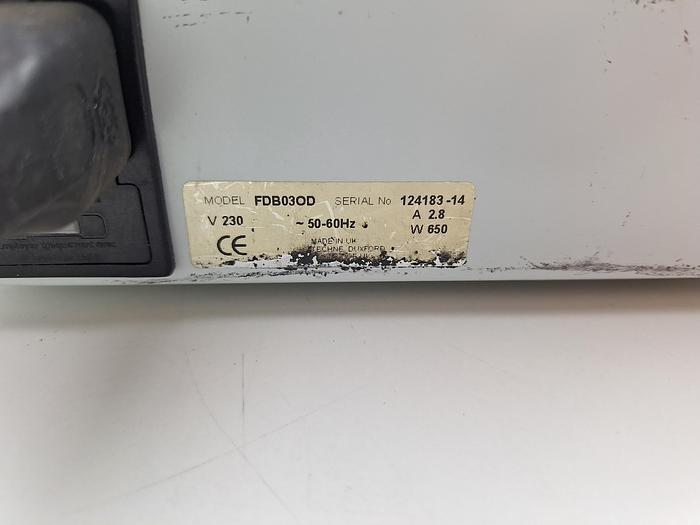 MODEL FDB03OD SERIAL No 124183-14
V 230 ~ 50-60Hz A 2.8
CE MADE IN UK W 650
TECHNE DUXFORD